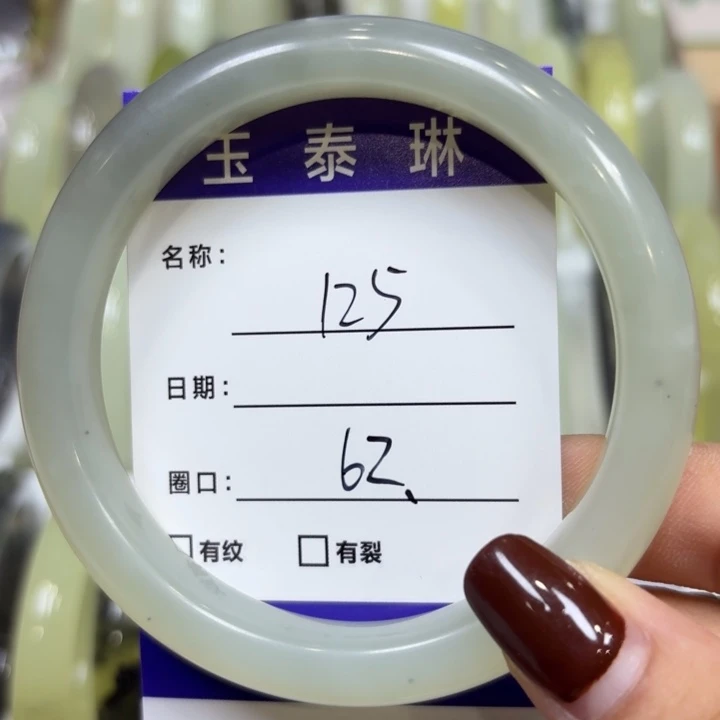 玉泰琳
名称: 125
日期:
圈口: 62、
□有纹 □有裂